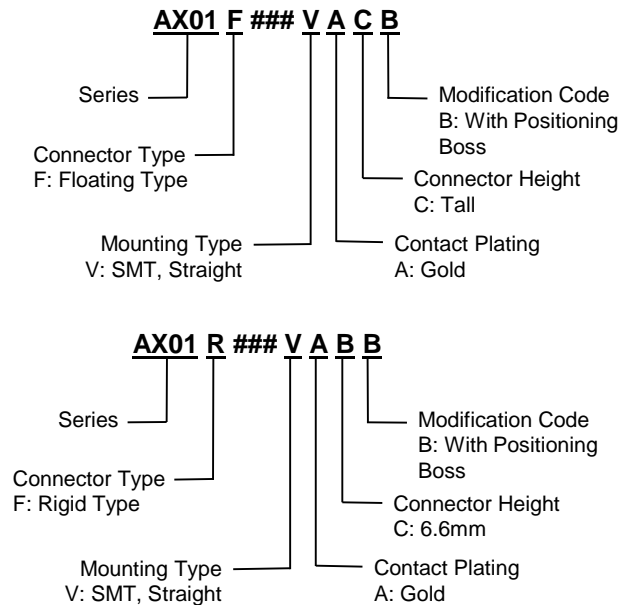 AX01 F ### V A C B
Series
Modification Code
B: With Positioning
Boss
Connector Type
F: Floating Type
Connector Height
C: Tall
Mounting Type
V: SMT, Straight
Contact Plating
A: Gold
AX01 R ### V A B B
Series
Modification Code
B: With Positioning
Boss
Connector Type
F: Rigid Type
Connector Height
C: 6.6mm
Mounting Type
V: SMT, Straight
Contact Plating
A: Gold